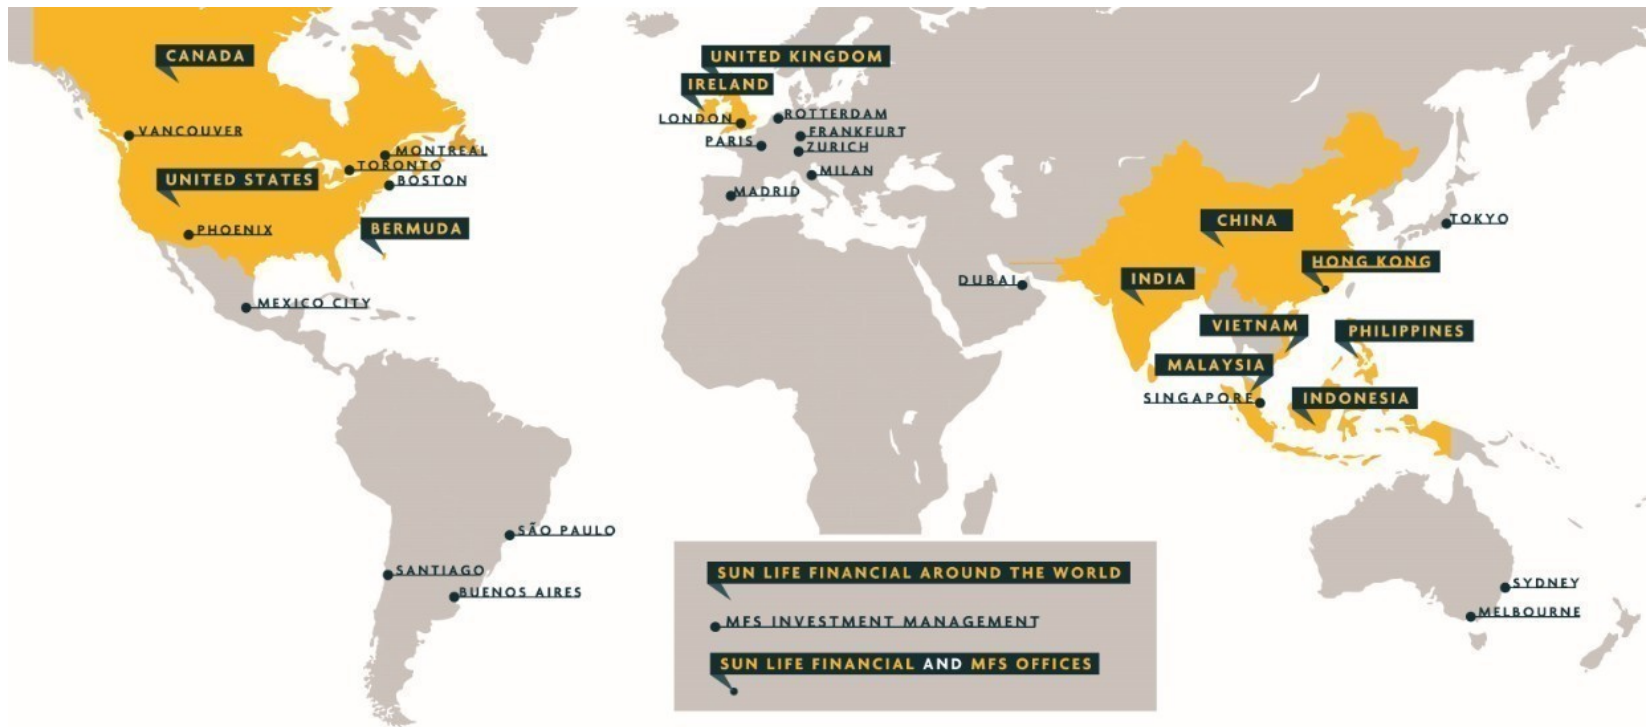 CANADA
VANCOUVER
MONTRÉAL
TORONTO
BOSTON
UNITED STATES
PHOENIX
BERMUDA
MEXICO CITY
SÃO PAULO
SANTIAGO
BUENOS AIRES
UNITED KINGDOM
IRELAND
LONDON
ROTTERDAM
FRANKFURT
PARIS
ZURICH
MILAN
MADRID
DUBAI
CHINA
TOKYO
HONG KONG
INDIA
VIETNAM
PHILIPPINES
MALAYSIA
SINGAPORE
INDONESIA
SYDNEY
MELBOURNE
SUN LIFE FINANCIAL AROUND THE WORLD
MFS INVESTMENT MANAGEMENT
SUN LIFE FINANCIAL AND MFS OFFICES